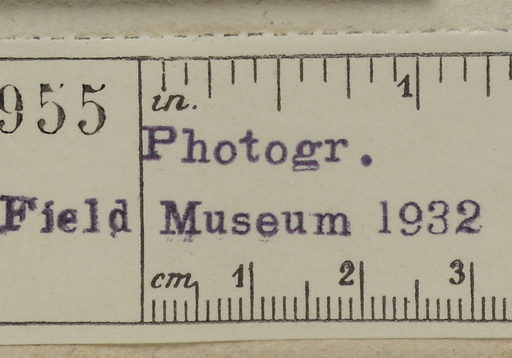 955
in. 1
Photogr.
Field Museum 1932
cm 1 2 3